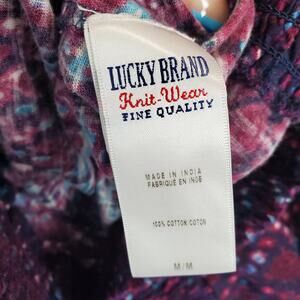 LUCKY BRAND
Knit-Wear
FINE QUALITY
MADE IN INDIA
FABRIQUÉ EN INDE
100% COTTON COTON
M/M